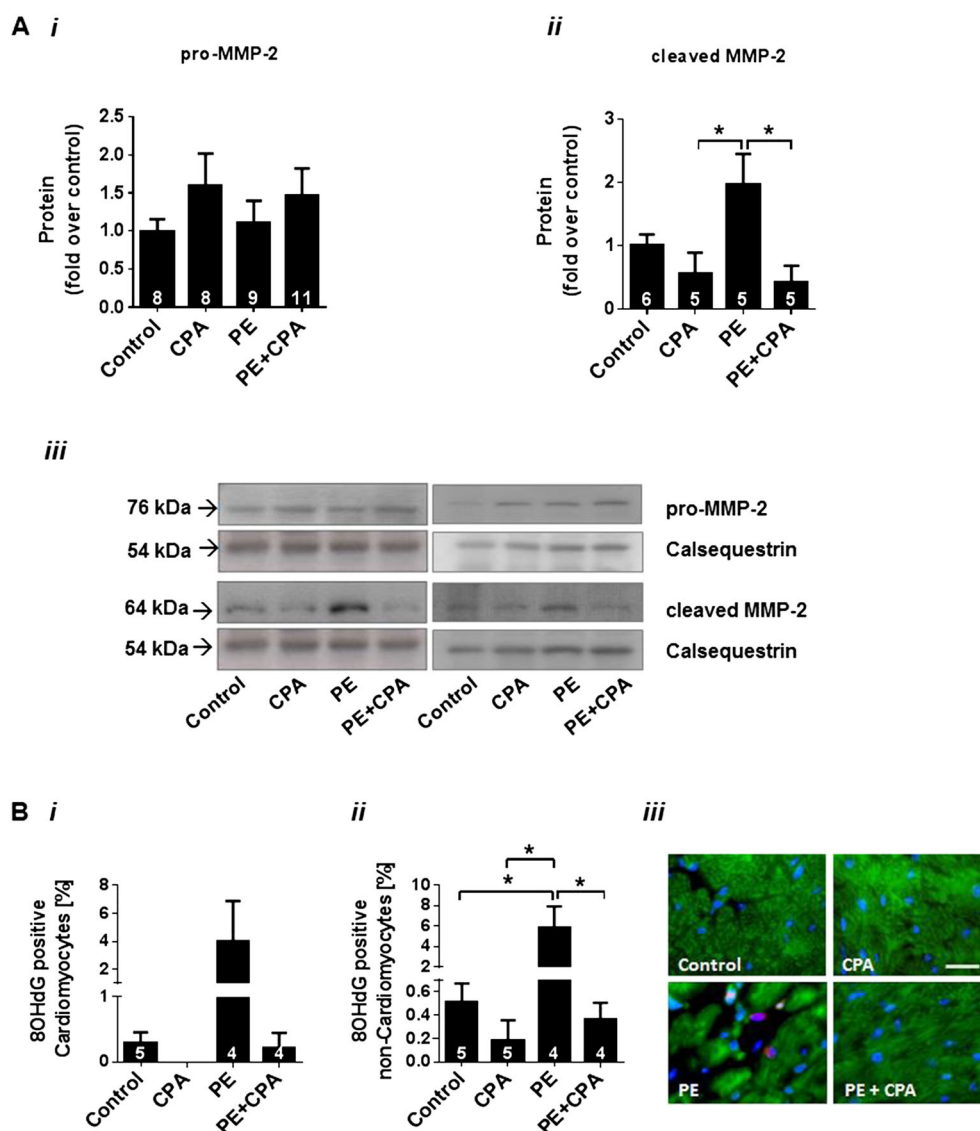 A i
pro-MMP-2
Protein
(fold over control)
2.5
2.0
1.5
1.0
0.5
0.0
8
8
9
11
Control
CPA
PE
PE+CPA
ii
cleaved MMP-2
Protein
(fold over control)
3
2
1
0
*
*
6
5
5
5
Control
CPA
PE
PE+CPA
iii
76 kDa →
pro-MMP-2
54 kDa →
Calsequestrin
64 kDa →
cleaved MMP-2
54 kDa →
Calsequestrin
Control
CPA
PE
PE+CPA
Control
CPA
PE
PE+CPA
B i
8OHdG positive
Cardiomyocytes [%]
8
6
4
2
1
0
5
4
4
Control
CPA
PE
PE+CPA
ii
8OHdG positive
non-Cardiomyocytes [%]
10
8
6
4
2
0.6
0.4
0.2
0.0
*
*
*
5
5
4
4
Control
CPA
PE
PE+CPA
iii
Control
CPA
PE
PE + CPA